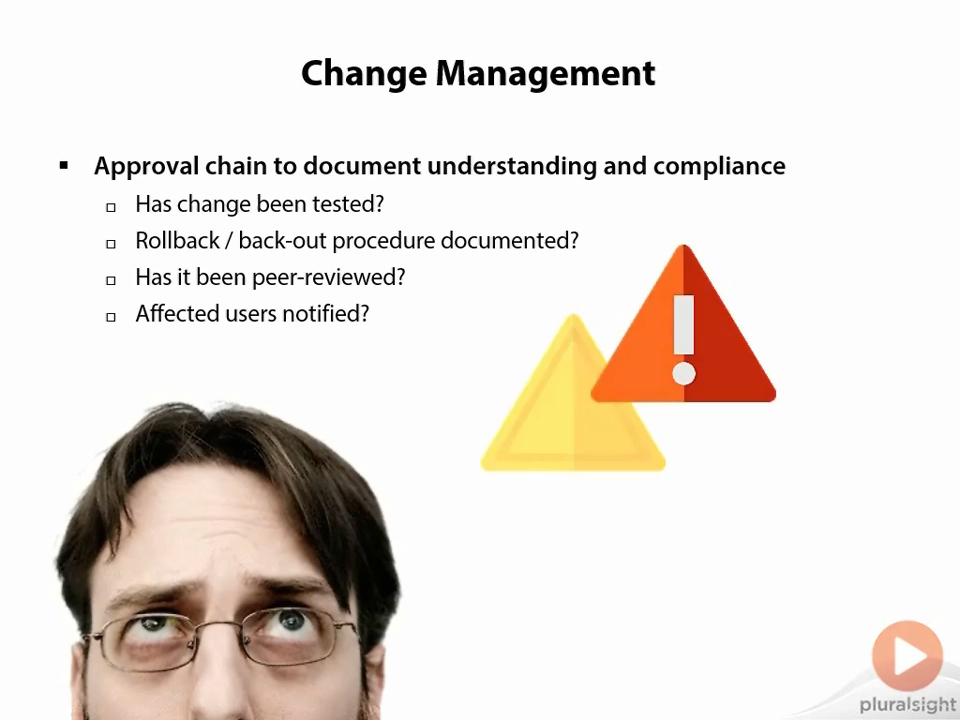 Change Management
Approval chain to document understanding and compliance
Has change been tested?
Rollback / back-out procedure documented?
Has it been peer-reviewed?
Affected users notified?
!
pluralsight